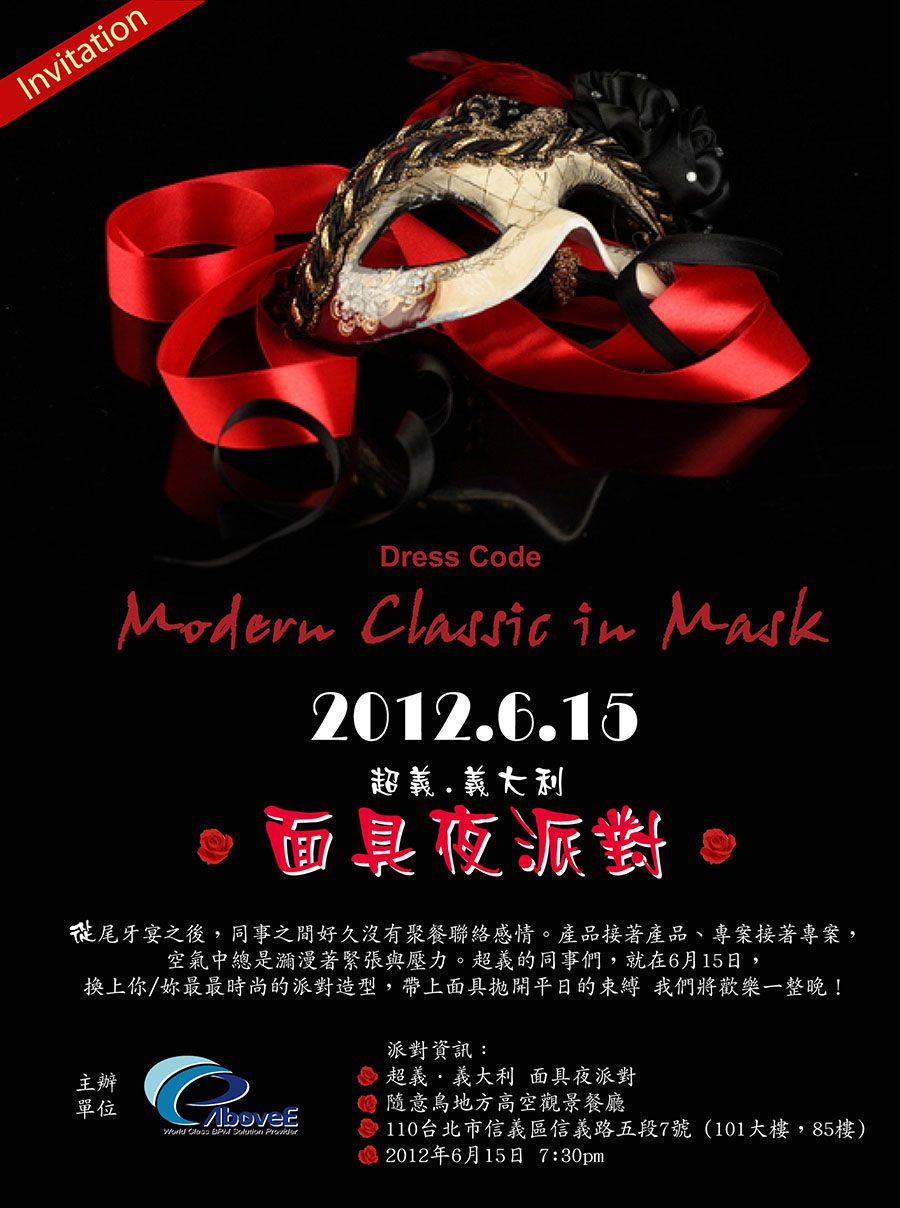 Invitation
Dress Code
Modern Classic in Mask
2012.6.15
超義.義大利
面具夜派對
從尾牙宴之後，同事之間好久沒有聚餐聯絡感情。產品接著產品、專案接著專案，
空氣中總是瀰漫著緊張與壓力。超義的同事們，就在6月15日，
換上你/妳最最時尚的派對造型，帶上面具拋開平日的束縛 我們將歡樂一整晚！
主辦
單位
AboveE
World Class BPM Solution Provider
派對資訊：
超義．義大利 面具夜派對
隨意鳥地方高空觀景餐廳
110台北市信義區信義路五段7號 (101大樓，85樓)
2012年6月15日 7:30pm